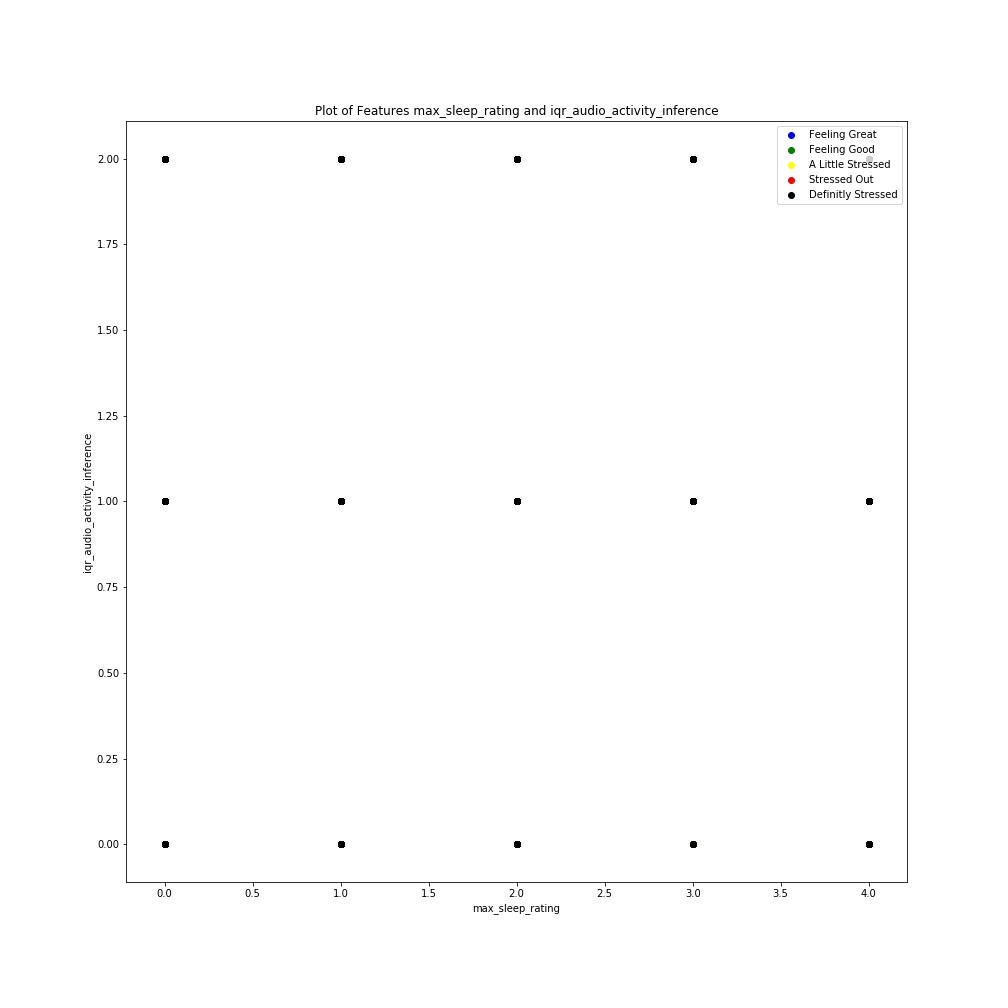 Plot of Features max_sleep_rating and iqr_audio_activity_inference
Feeling Great
Feeling Good
A Little Stressed
Stressed Out
Definitly Stressed
2.00
1.75
1.50
1.25
1.00
0.75
0.50
0.25
0.00
iqr_audio_activity_inference
0.0 0.5 1.0 1.5 2.0 2.5 3.0 3.5 4.0
max_sleep_rating